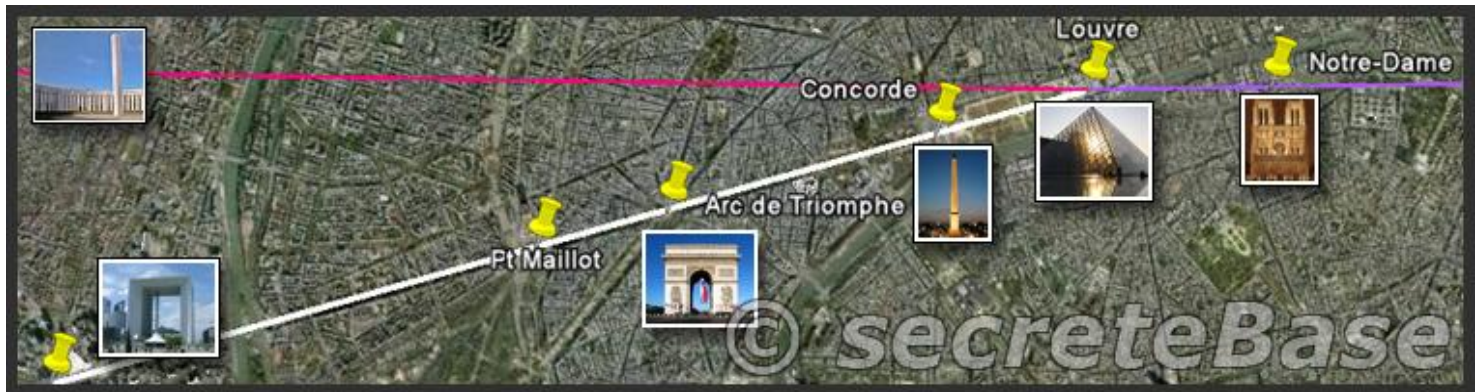 Louvre
Notre-Dame
Concorde
Arc de Triomphe
Pt Maillot
© secreteBase